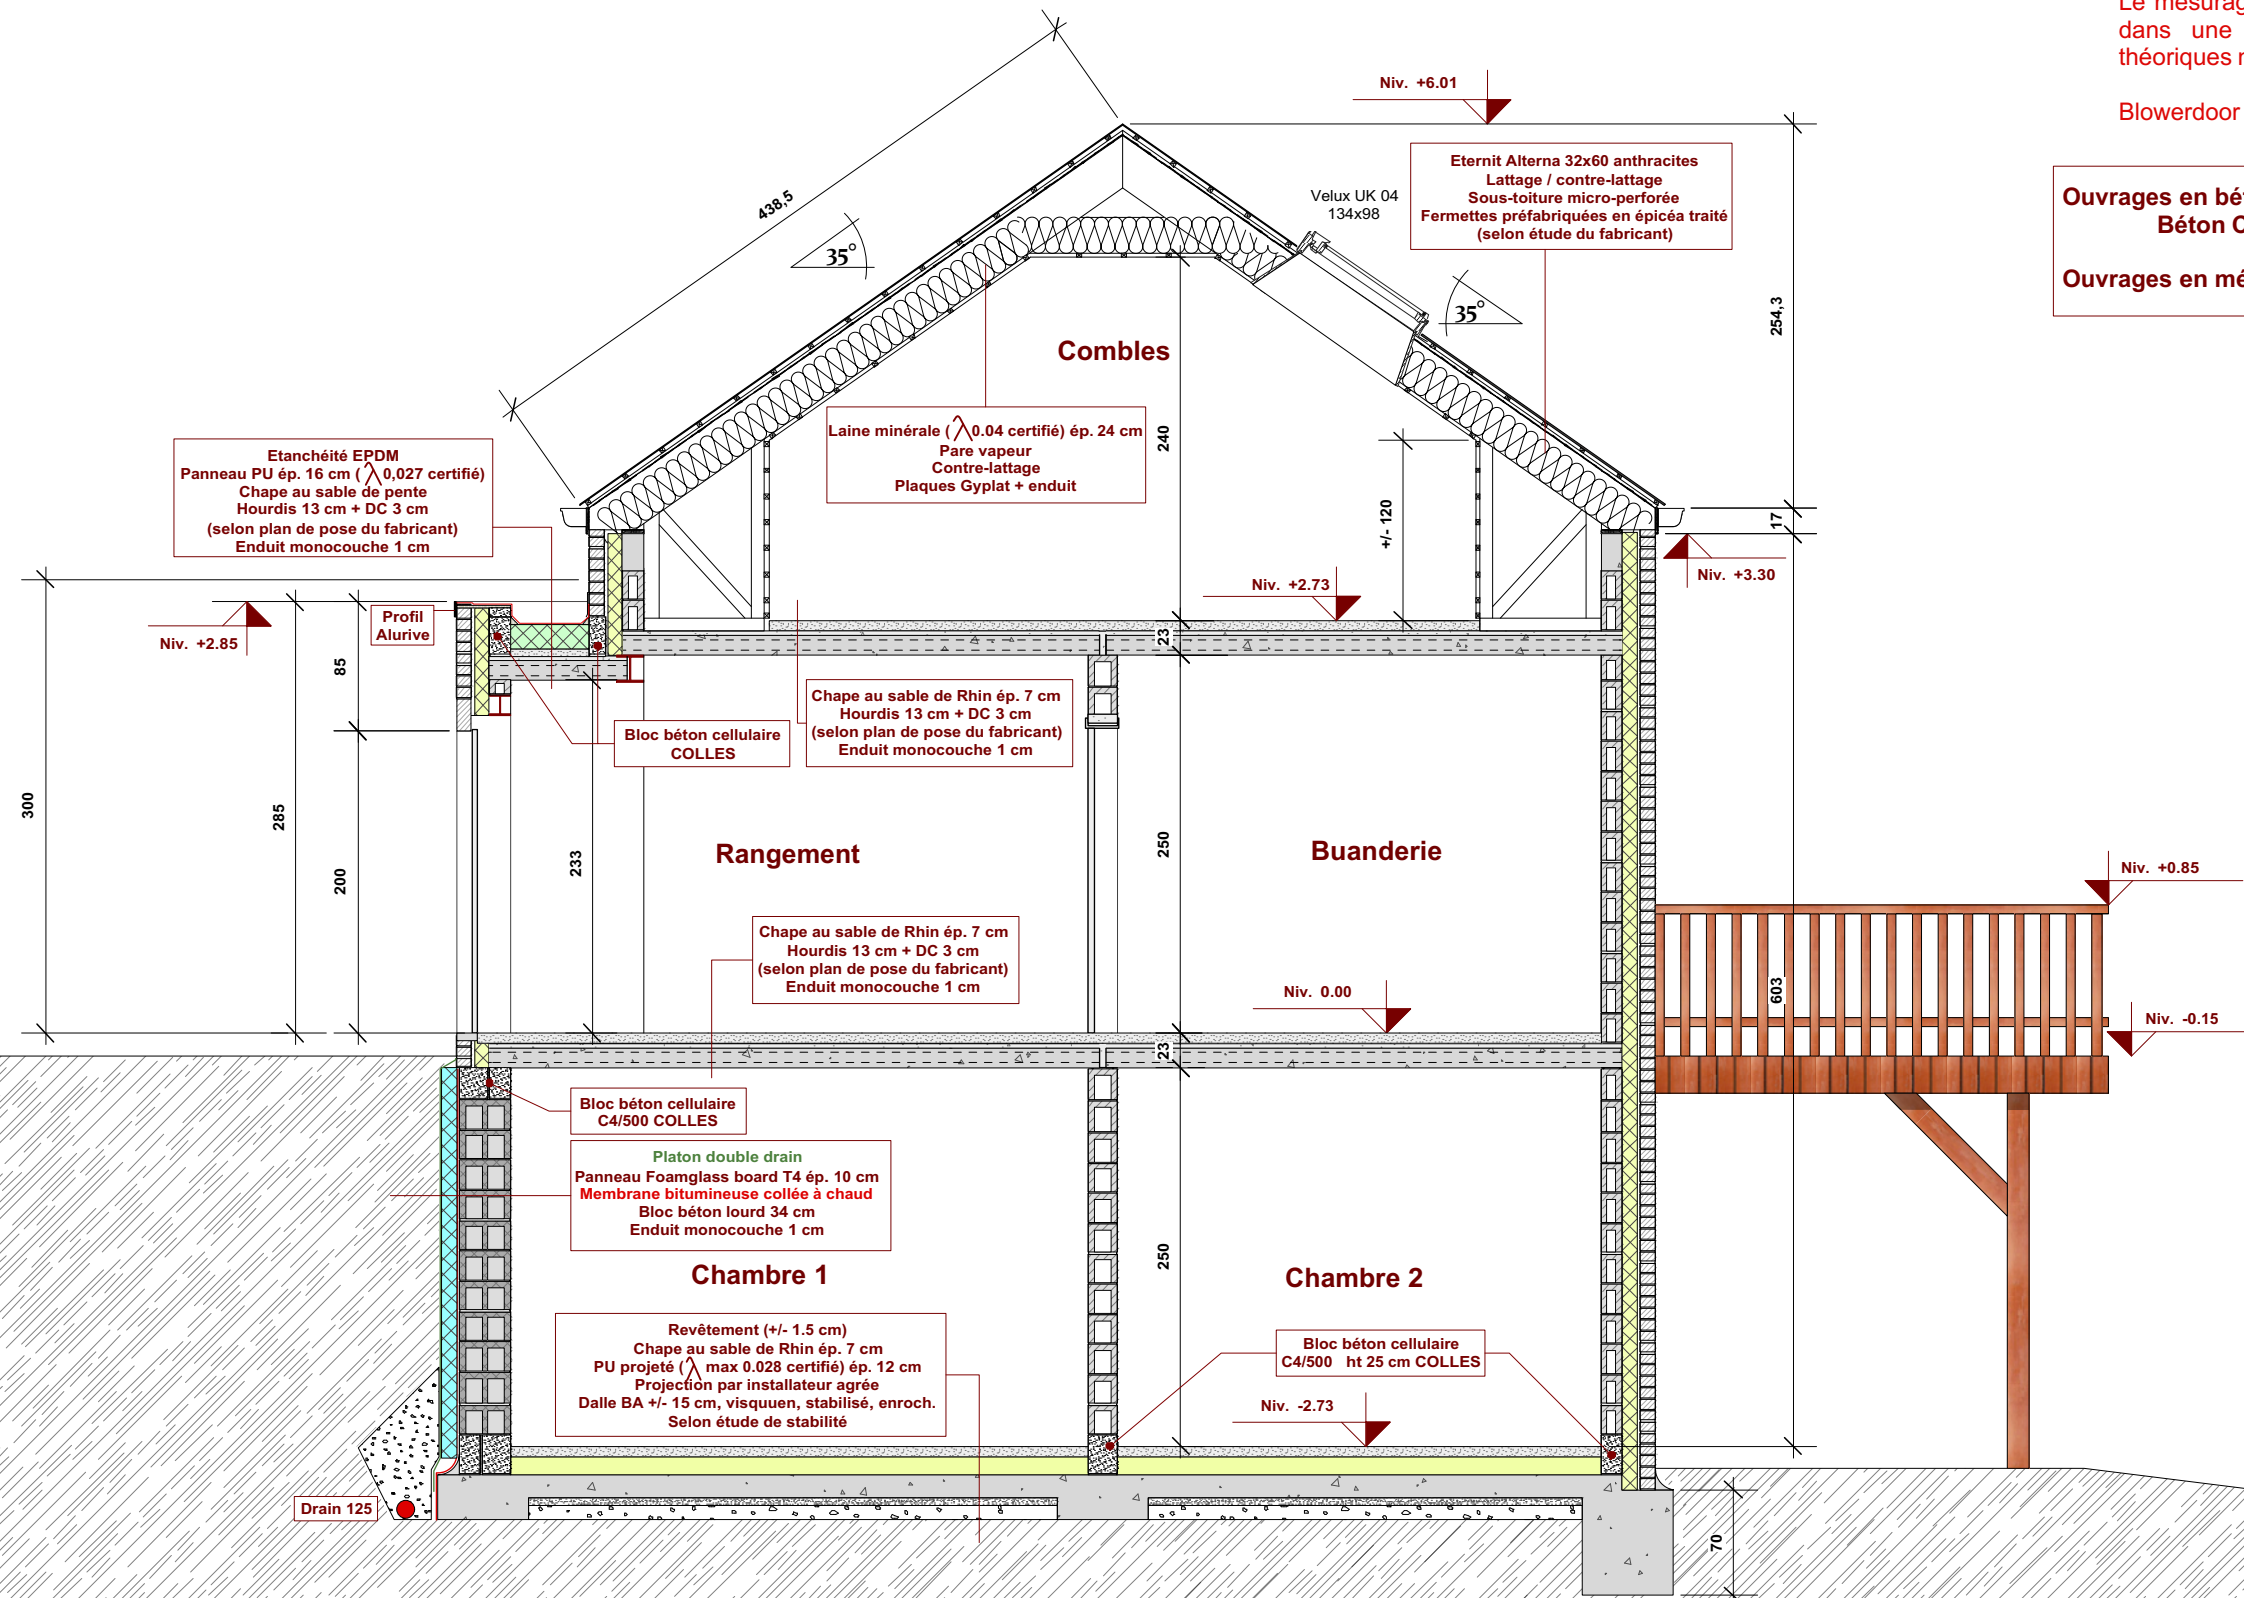 Le mesurag
dans une
théoriques r
Blowerdoor
Ouvrages en bét
Béton C
Ouvrages en mé
Niv. +6.01
Eternit Alterna 32x60 anthracites
Lattage / contre-lattage
Sous-toiture micro-perforée
Fermettes préfabriquées en épicéa traité
(selon étude du fabricant)
Velux UK 04
134x98
438,5
35°
35°
254,3
Combles
Laine minérale ( λ 0.04 certifié) ép. 24 cm
Pare vapeur
Contre-lattage
Plaques Gyplat + enduit
240
+/- 120
17
Niv. +3.30
Etanchéité EPDM
Panneau PU ép. 16 cm ( λ 0,027 certifié)
Chape au sable de pente
Hourdis 13 cm + DC 3 cm
(selon plan de pose du fabricant)
Enduit monocouche 1 cm
Niv. +2.73
Profil
Alurive
Niv. +2.85
85
23
Chape au sable de Rhin ép. 7 cm
Hourdis 13 cm + DC 3 cm
(selon plan de pose du fabricant)
Enduit monocouche 1 cm
Bloc béton cellulaire
COLLES
300
285
200
233
250
Rangement
Buanderie
Niv. +0.85
Chape au sable de Rhin ép. 7 cm
Hourdis 13 cm + DC 3 cm
(selon plan de pose du fabricant)
Enduit monocouche 1 cm
Niv. 0.00
603
Niv. -0.15
23
Bloc béton cellulaire
C4/500 COLLES
Platon double drain
Panneau Foamglass board T4 ép. 10 cm
Membrane bitumineuse collée à chaud
Bloc béton lourd 34 cm
Enduit monocouche 1 cm
250
Chambre 1
Chambre 2
Revêtement (+/- 1.5 cm)
Chape au sable de Rhin ép. 7 cm
PU projeté ( λ max 0.028 certifié) ép. 12 cm
Projection par installateur agrée
Dalle BA +/- 15 cm, visquuen, stabilisé, enroch.
Selon étude de stabilité
Bloc béton cellulaire
C4/500 ht 25 cm COLLES
Niv. -2.73
Drain 125
70